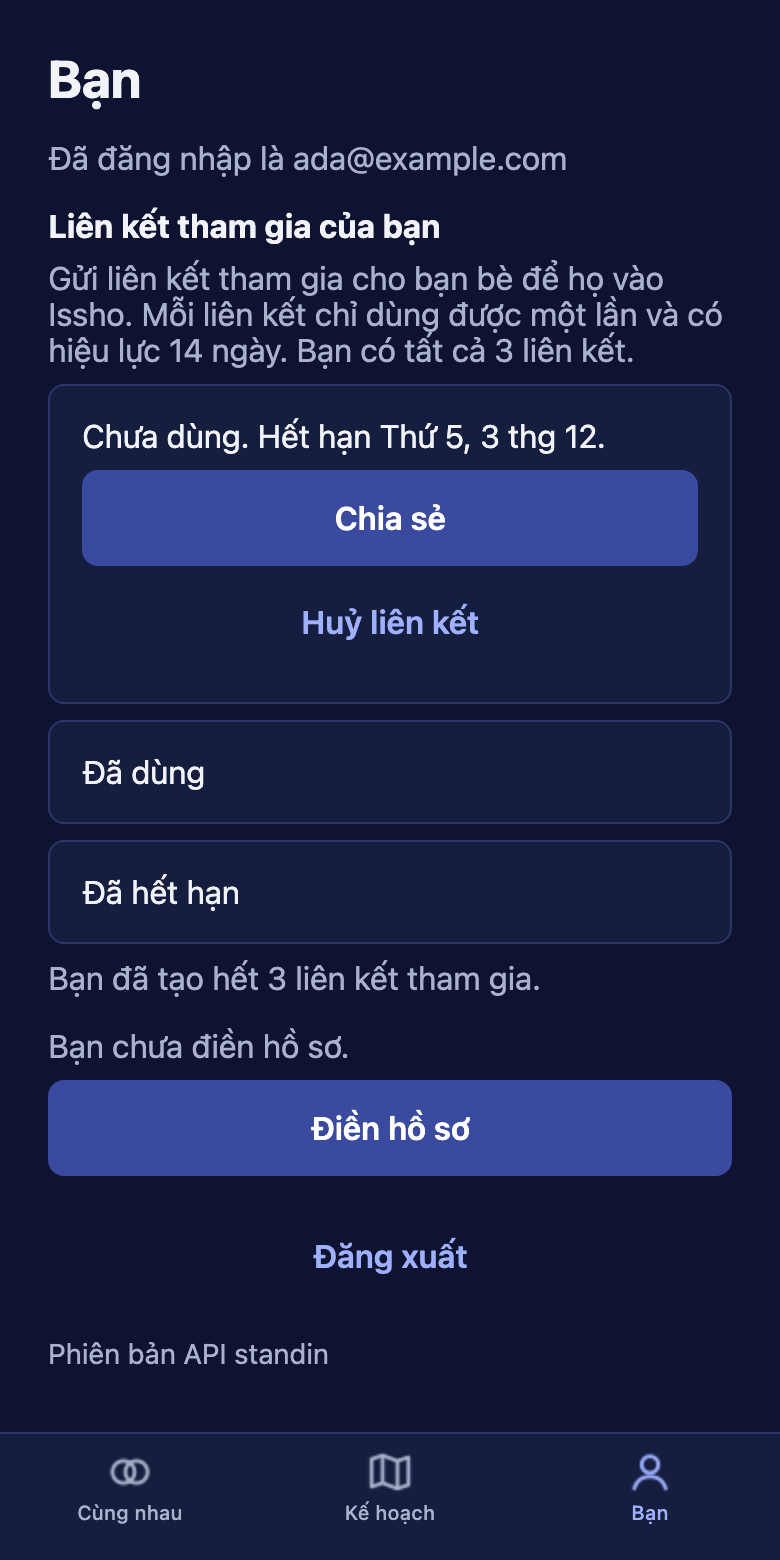 Bạn
Đã đăng nhập là ada@example.com
Liên kết tham gia của bạn
Gửi liên kết tham gia cho bạn bè để họ vào
Issho. Mỗi liên kết chỉ dùng được một lần và có
hiệu lực 14 ngày. Bạn có tất cả 3 liên kết.
Chưa dùng. Hết hạn Thứ 5, 3 thg 12.
Chia sẻ
Huỷ liên kết
Đã dùng
Đã hết hạn
Bạn đã tạo hết 3 liên kết tham gia.
Bạn chưa điền hồ sơ.
Điền hồ sơ
Đăng xuất
Phiên bản API standin
Cùng nhau
Kế hoạch
Bạn